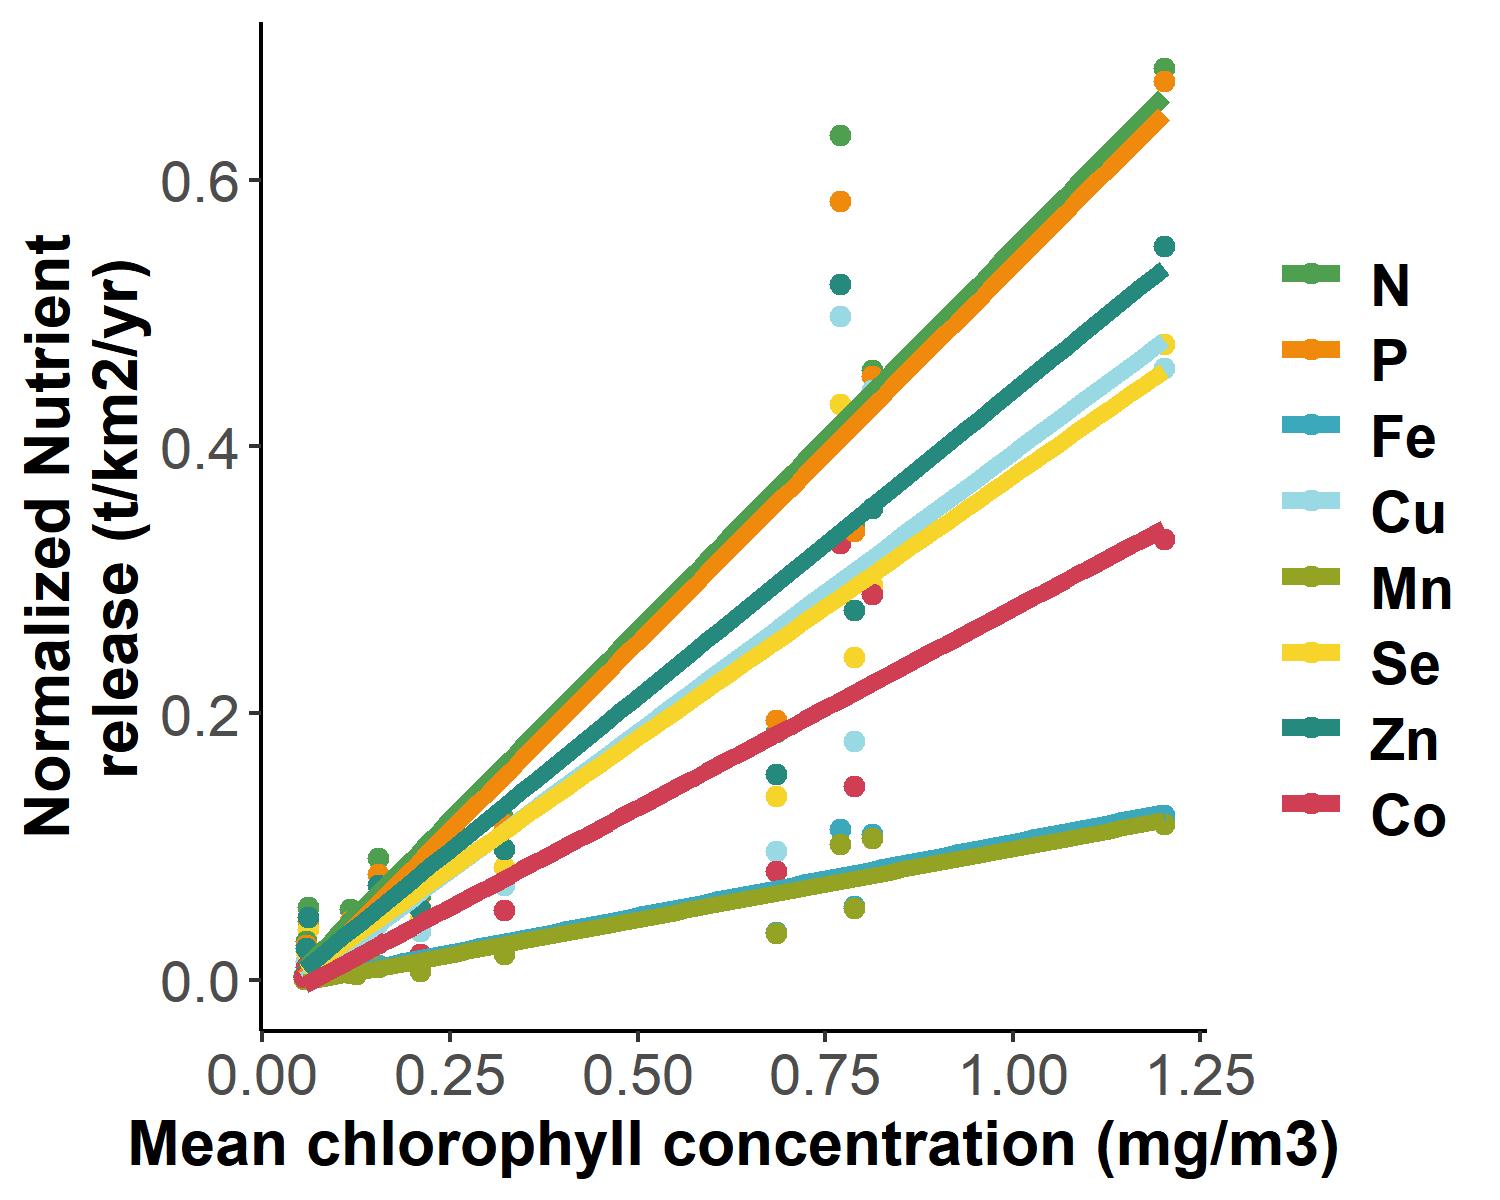 Normalized Nutrient
release (t/km2/yr)
0.6
0.4
0.2
0.0
0.00 0.25 0.50 0.75 1.00 1.25
Mean chlorophyll concentration (mg/m3)
N
P
Fe
Cu
Mn
Se
Zn
Co